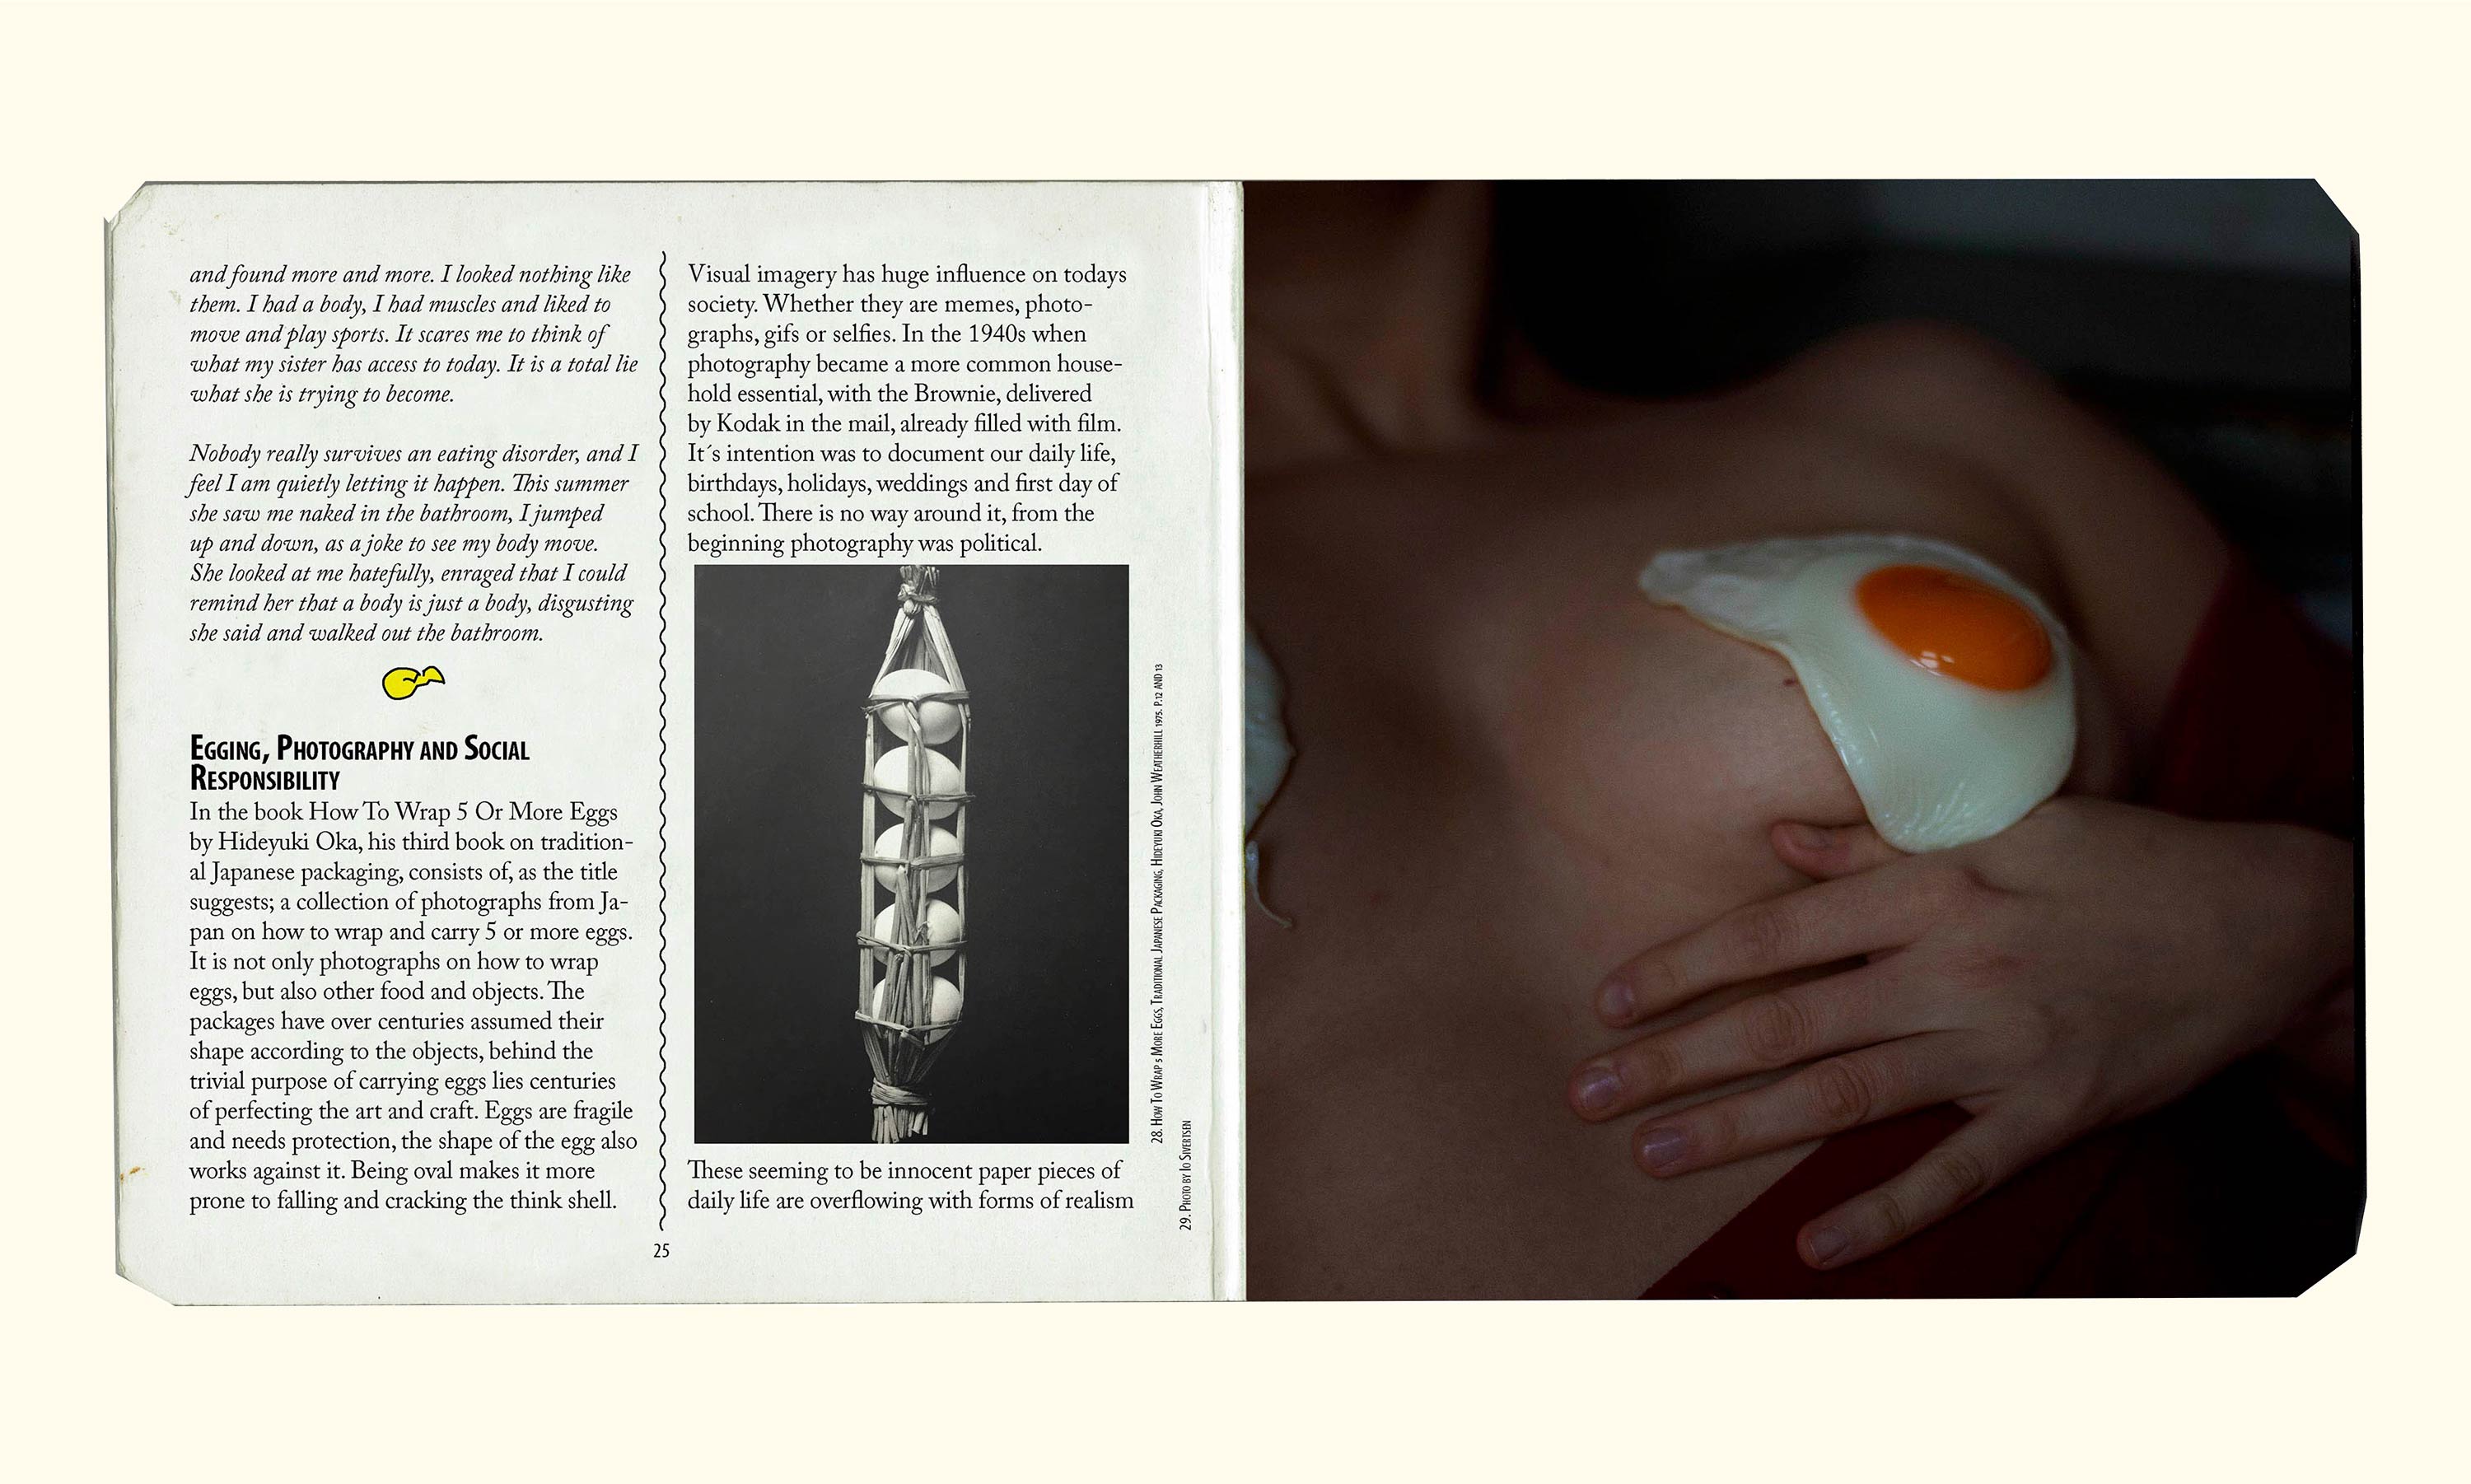 and found more and more. I looked nothing like
them. I had a body, I had muscles and liked to
move and play sports. It scares me to think of
what my sister has access to today. It is a total lie
what she is trying to become.
Nobody really survives an eating disorder, and I
feel I am quietly letting it happen. This summer
she saw me naked in the bathroom, I jumped
up and down, as a joke to see my body move.
She looked at me hatefully, enraged that I could
remind her that a body is just a body, disgusting
she said and walked out the bathroom.
Egging, Photography and Social
Responsibility
In the book How To Wrap 5 Or More Eggs
by Hideyuki Oka, his third book on tradition-
al Japanese packaging, consists of, as the title
suggests; a collection of photographs from Ja-
pan on how to wrap and carry 5 or more eggs.
It is not only photographs on how to wrap
eggs, but also other food and objects. The
packages have over centuries assumed their
shape according to the objects, behind the
trivial purpose of carrying eggs lies centuries
of perfecting the art and craft. Eggs are fragile
and needs protection, the shape of the egg also
works against it. Being oval makes it more
prone to falling and cracking the think shell.
Visual imagery has huge influence on todays
society. Whether they are memes, photo-
graphs, gifs or selfies. In the 1940s when
photography became a more common house-
hold essential, with the Brownie, delivered
by Kodak in the mail, already filled with film.
It´s intention was to document our daily life,
birthdays, holidays, weddings and first day of
school. There is no way around it, from the
beginning photography was political.
These seeming to be innocent paper pieces of
daily life are overflowing with forms of realism
28. How To Wrap 5 More Eggs, Traditional Japanese Packaging, Hideyuki Oka, John Weatherhill 1975. P.12 and 13
29. Photo by Io Sivertsen
25